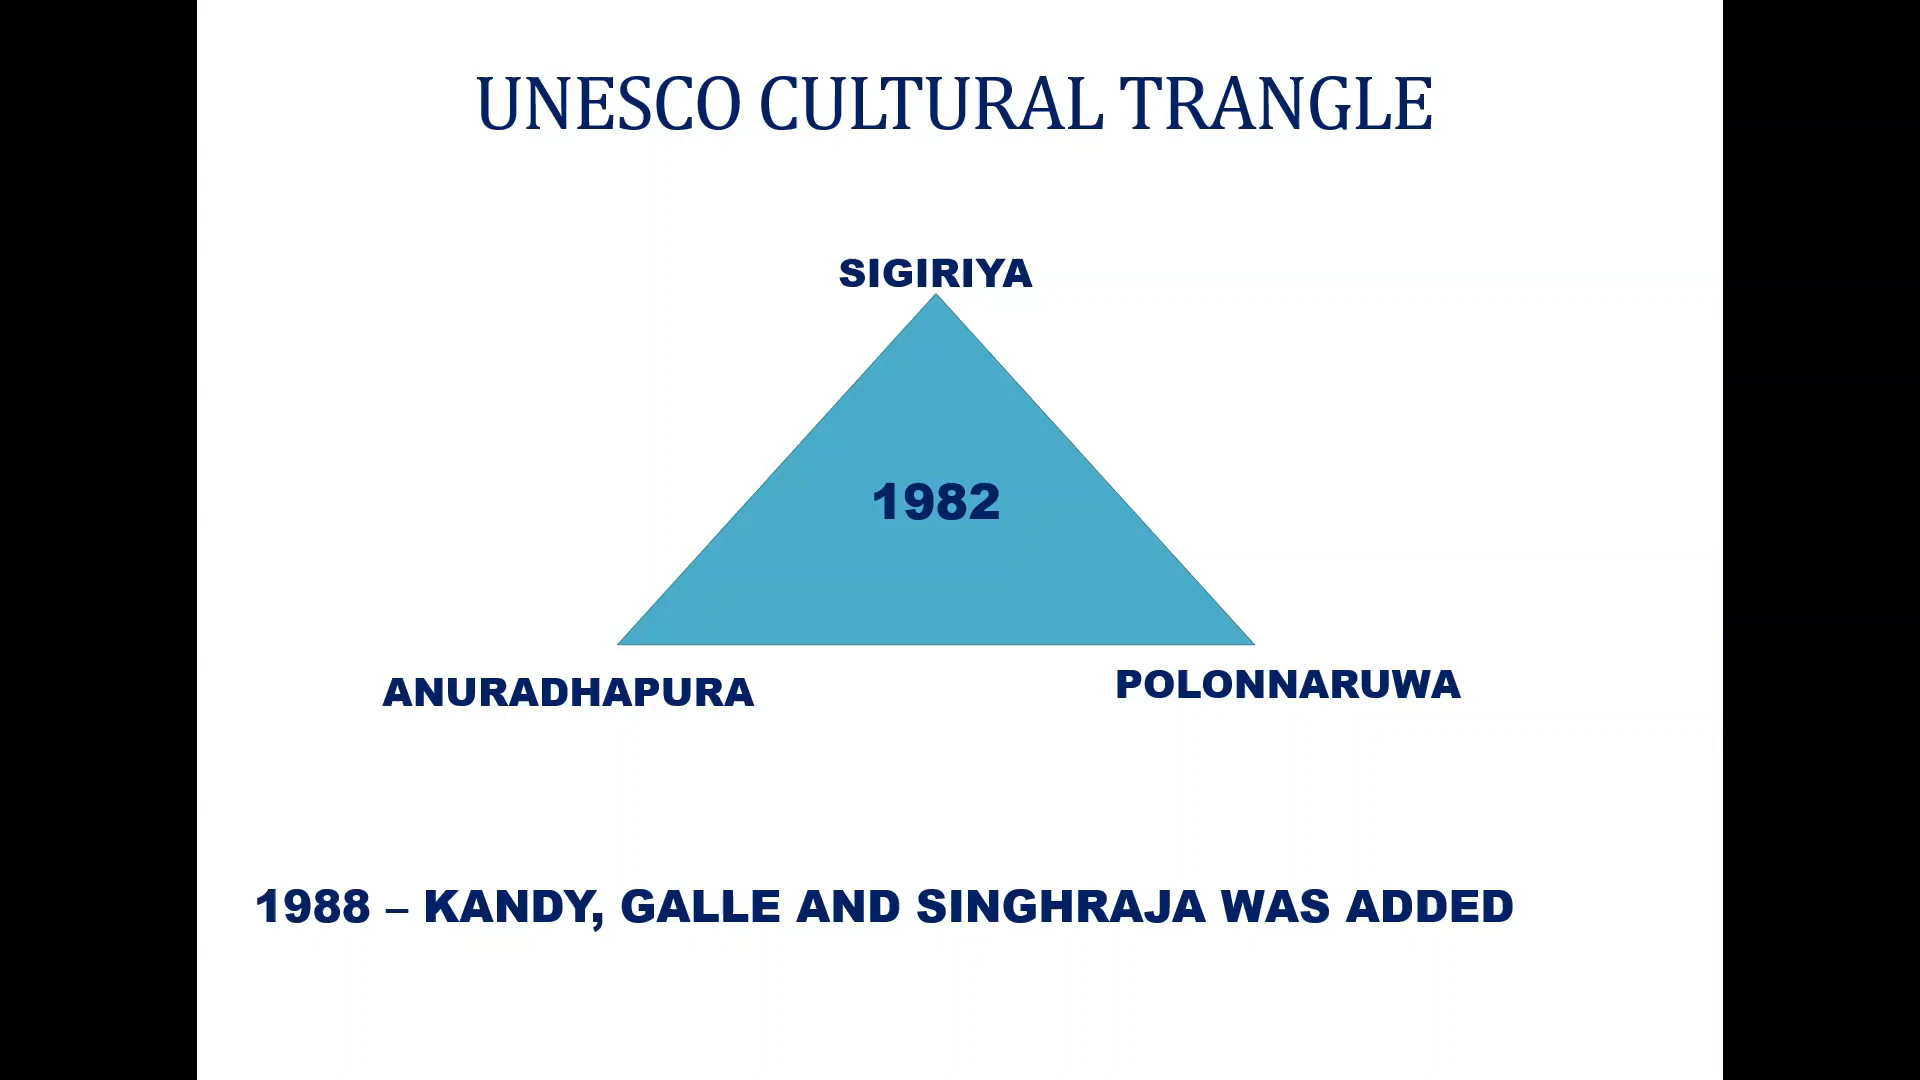 UNESCO CULTURAL TRANGLE
SIGIRIYA
1982
ANURADHAPURA
POLONNARUWA
1988 – KANDY, GALLE AND SINGHRAJA WAS ADDED